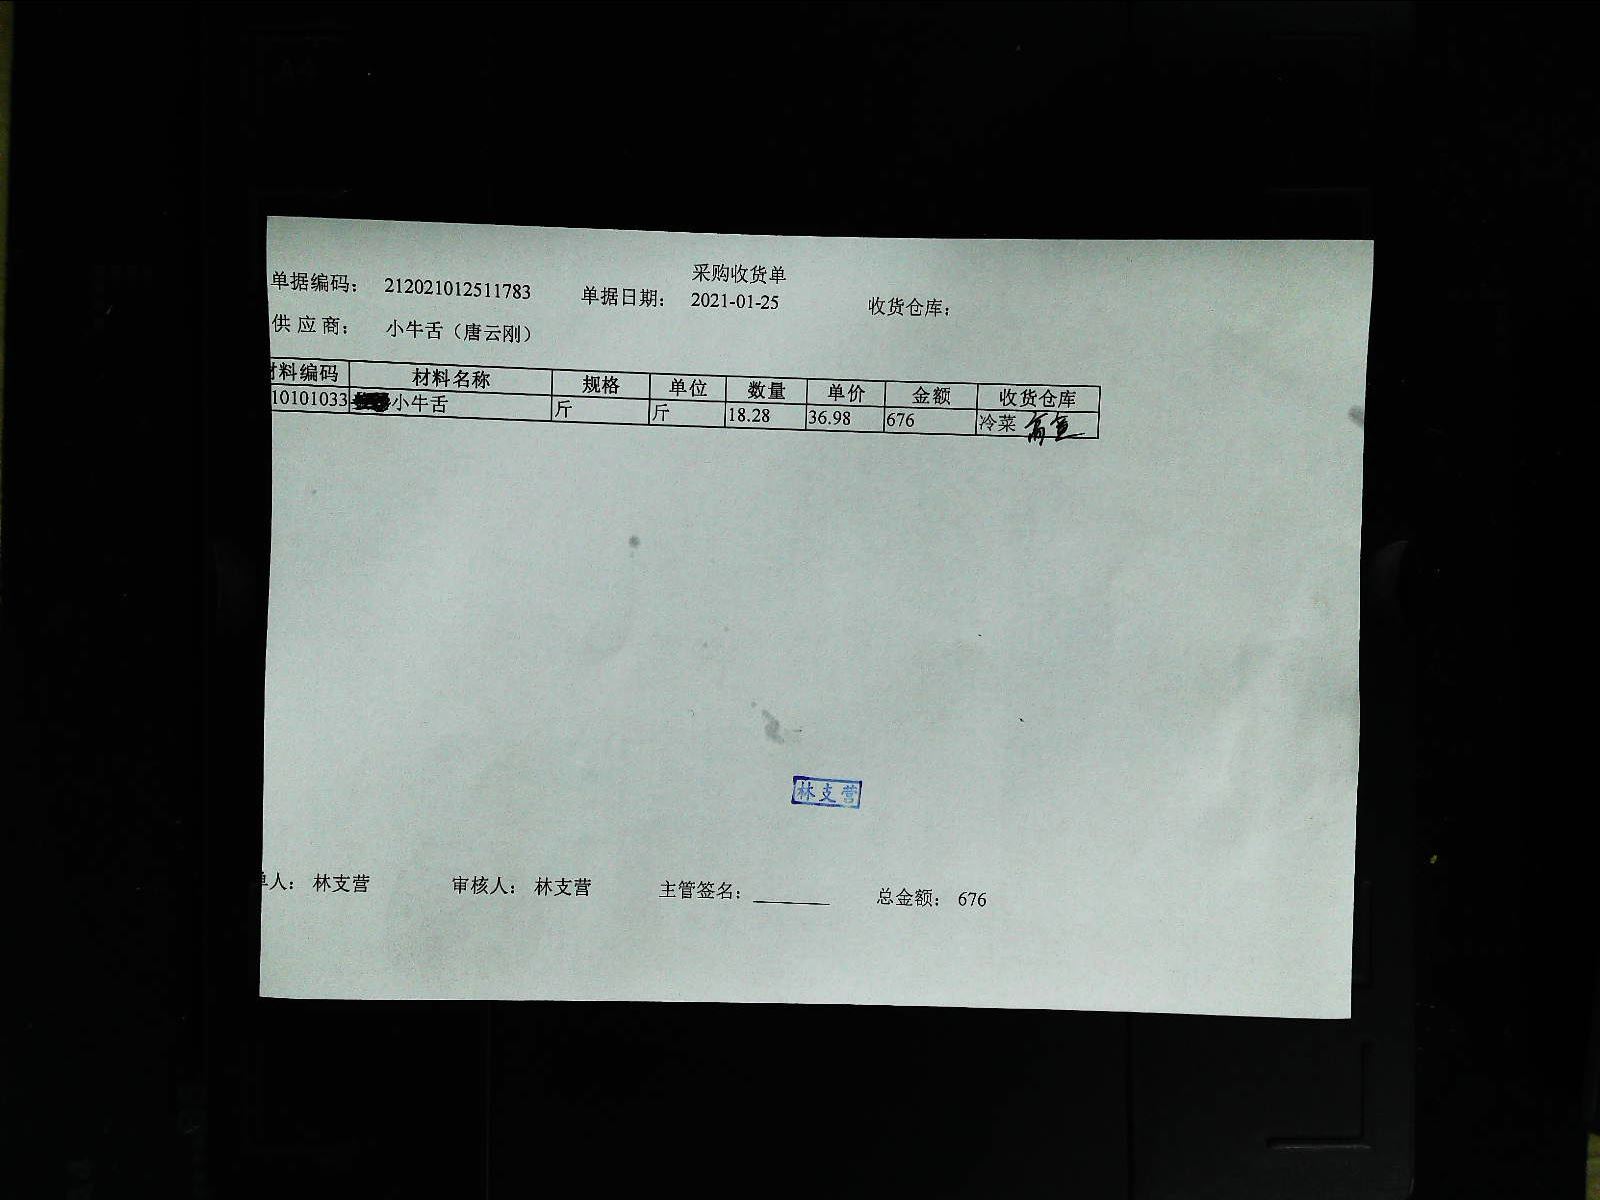 采购收货单
单据编码： 212021012511783 单据日期： 2021-01-25 收货仓库：
供 应 商： 小牛舌（唐云刚）
材料编码 材料名称 规格 单位 数量 单价 金额 收货仓库
10101033 小牛舌 斤 斤 18.28 36.98 676 冷菜
林支营
单人： 林支营 审核人： 林支营 主管签名： 总金额： 676